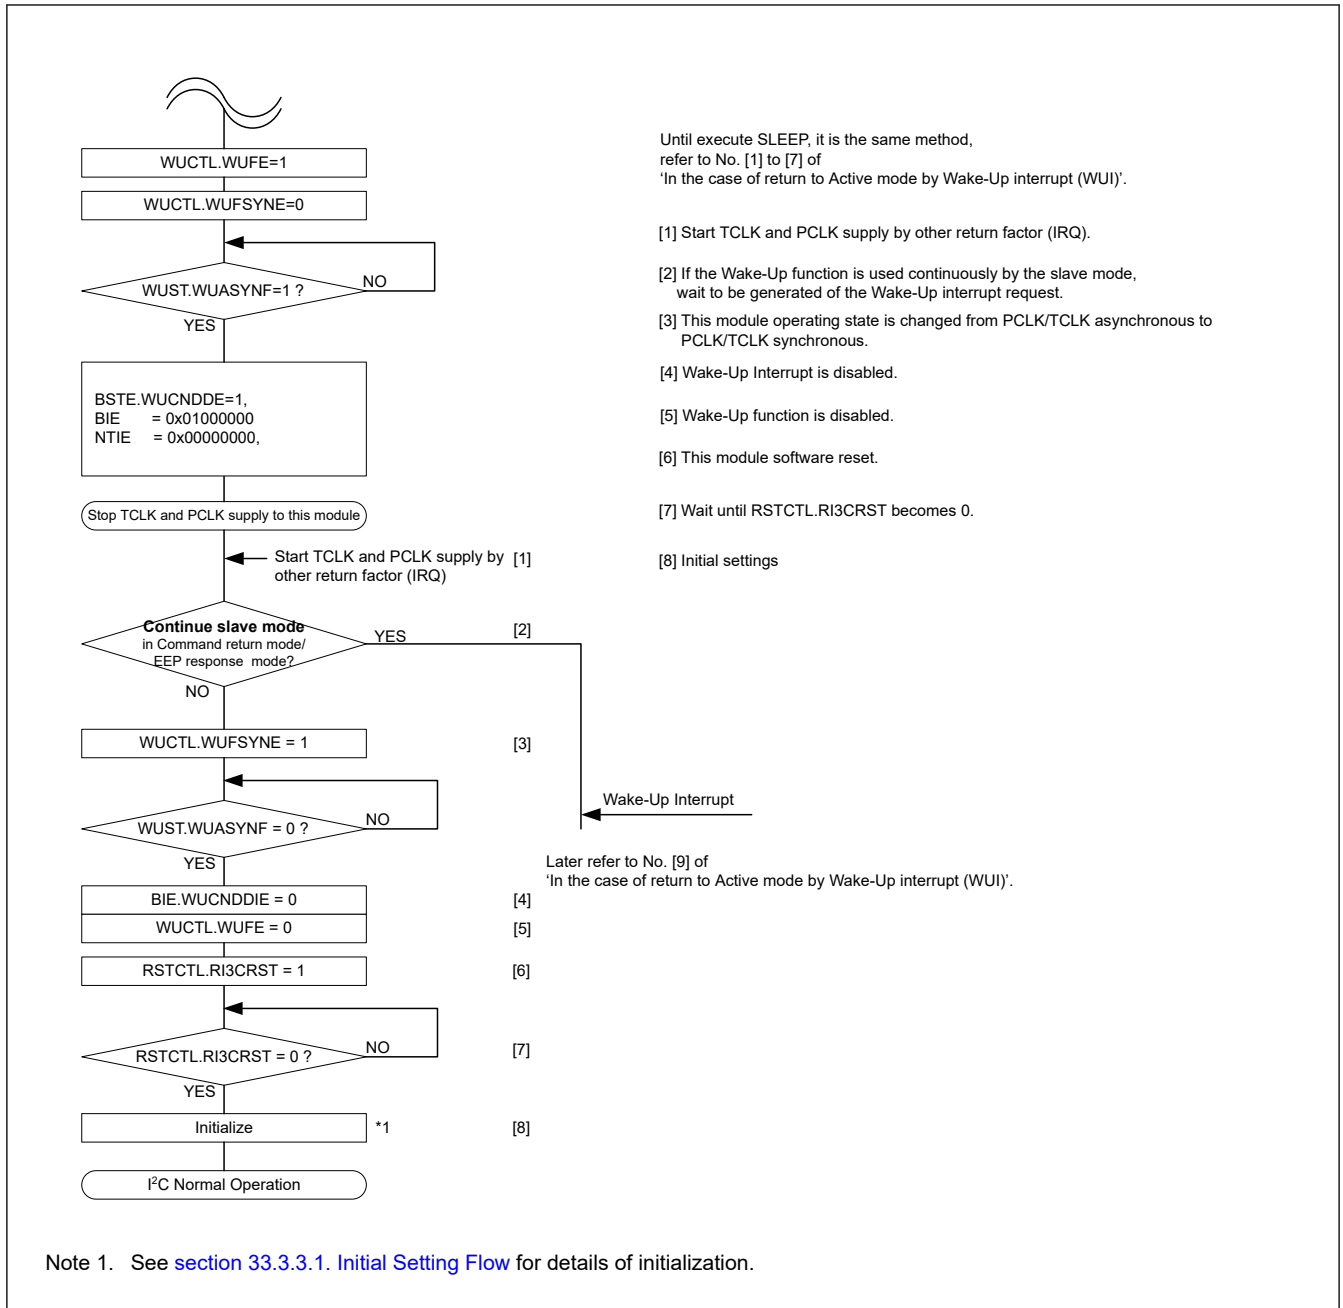 WUCTL.WUFE=1
WUCTL.WUFSYNE=0
WUST.WUASYNF=1 ?
NO
YES
BSTE.WUCNDDE=1,
BIE = 0x01000000
NTIE = 0x00000000,
Stop TCLK and PCLK supply to this module
Start TCLK and PCLK supply by [1]
other return factor (IRQ)
Continue slave mode
in Command return mode/
EEP response mode?
YES
[2]
NO
WUCTL.WUFSYNE = 1
[3]
Wake-Up Interrupt
WUST.WUASYNF = 0 ?
NO
YES
Later refer to No. [9] of
'In the case of return to Active mode by Wake-Up interrupt (WUI)'.
BIE.WUCNDDIE = 0
[4]
WUCTL.WUFE = 0
[5]
RSTCTL.RI3CRST = 1
[6]
RSTCTL.RI3CRST = 0 ?
NO
[7]
YES
Initialize
*1
[8]
I²C Normal Operation
Until execute SLEEP, it is the same method,
refer to No. [1] to [7] of
'In the case of return to Active mode by Wake-Up interrupt (WUI)'.
[1] Start TCLK and PCLK supply by other return factor (IRQ).
[2] If the Wake-Up function is used continuously by the slave mode,
wait to be generated of the Wake-Up interrupt request.
[3] This module operating state is changed from PCLK/TCLK asynchronous to
PCLK/TCLK synchronous.
[4] Wake-Up Interrupt is disabled.
[5] Wake-Up function is disabled.
[6] This module software reset.
[7] Wait until RSTCTL.RI3CRST becomes 0.
[8] Initial settings
Note 1. See section 33.3.3.1. Initial Setting Flow for details of initialization.